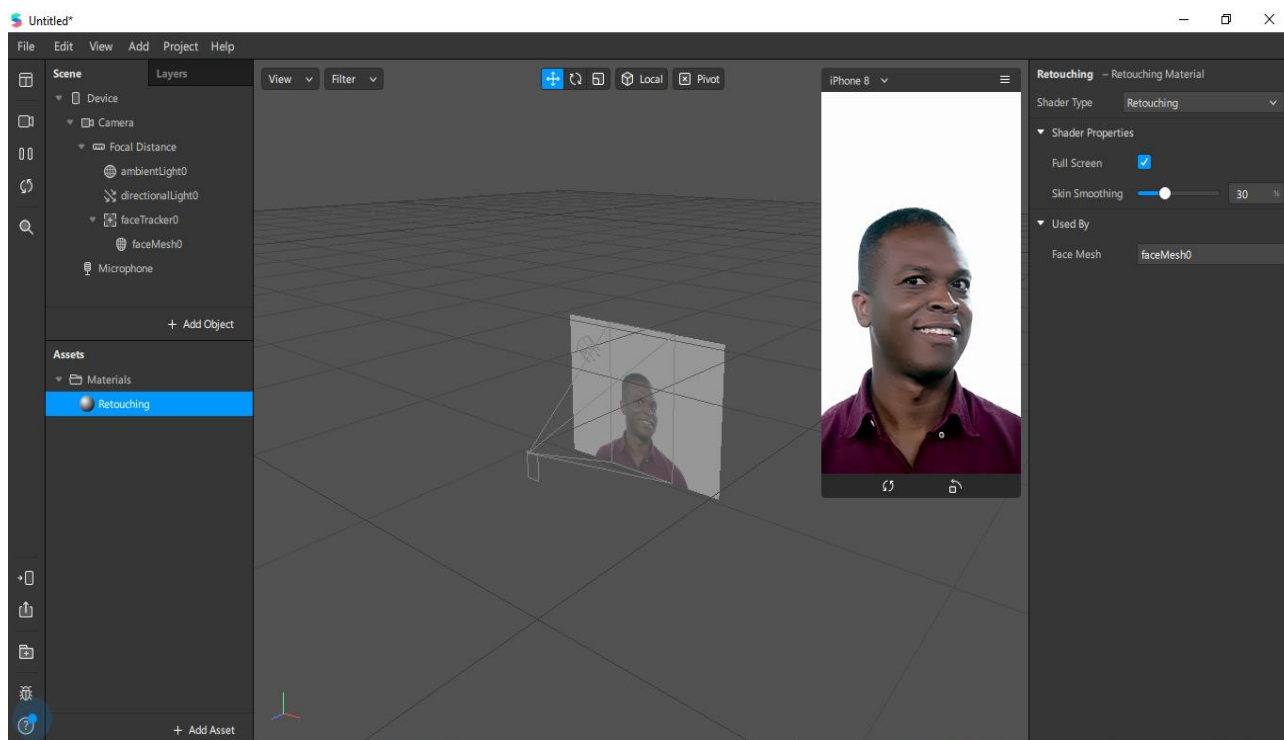 Untitled*
File Edit View Add Project Help
Scene Layers
Device
Camera
Focal Distance
ambientLight0
directionalLight0
faceTracker0
faceMesh0
Microphone
+ Add Object
Assets
Materials
Retouching
+ Add Asset
View Filter Local Pivot
iPhone 8
Retouching – Retouching Material
Shader Type Retouching
Shader Properties
Full Screen
Skin Smoothing 30 %
Used By
Face Mesh faceMesh0